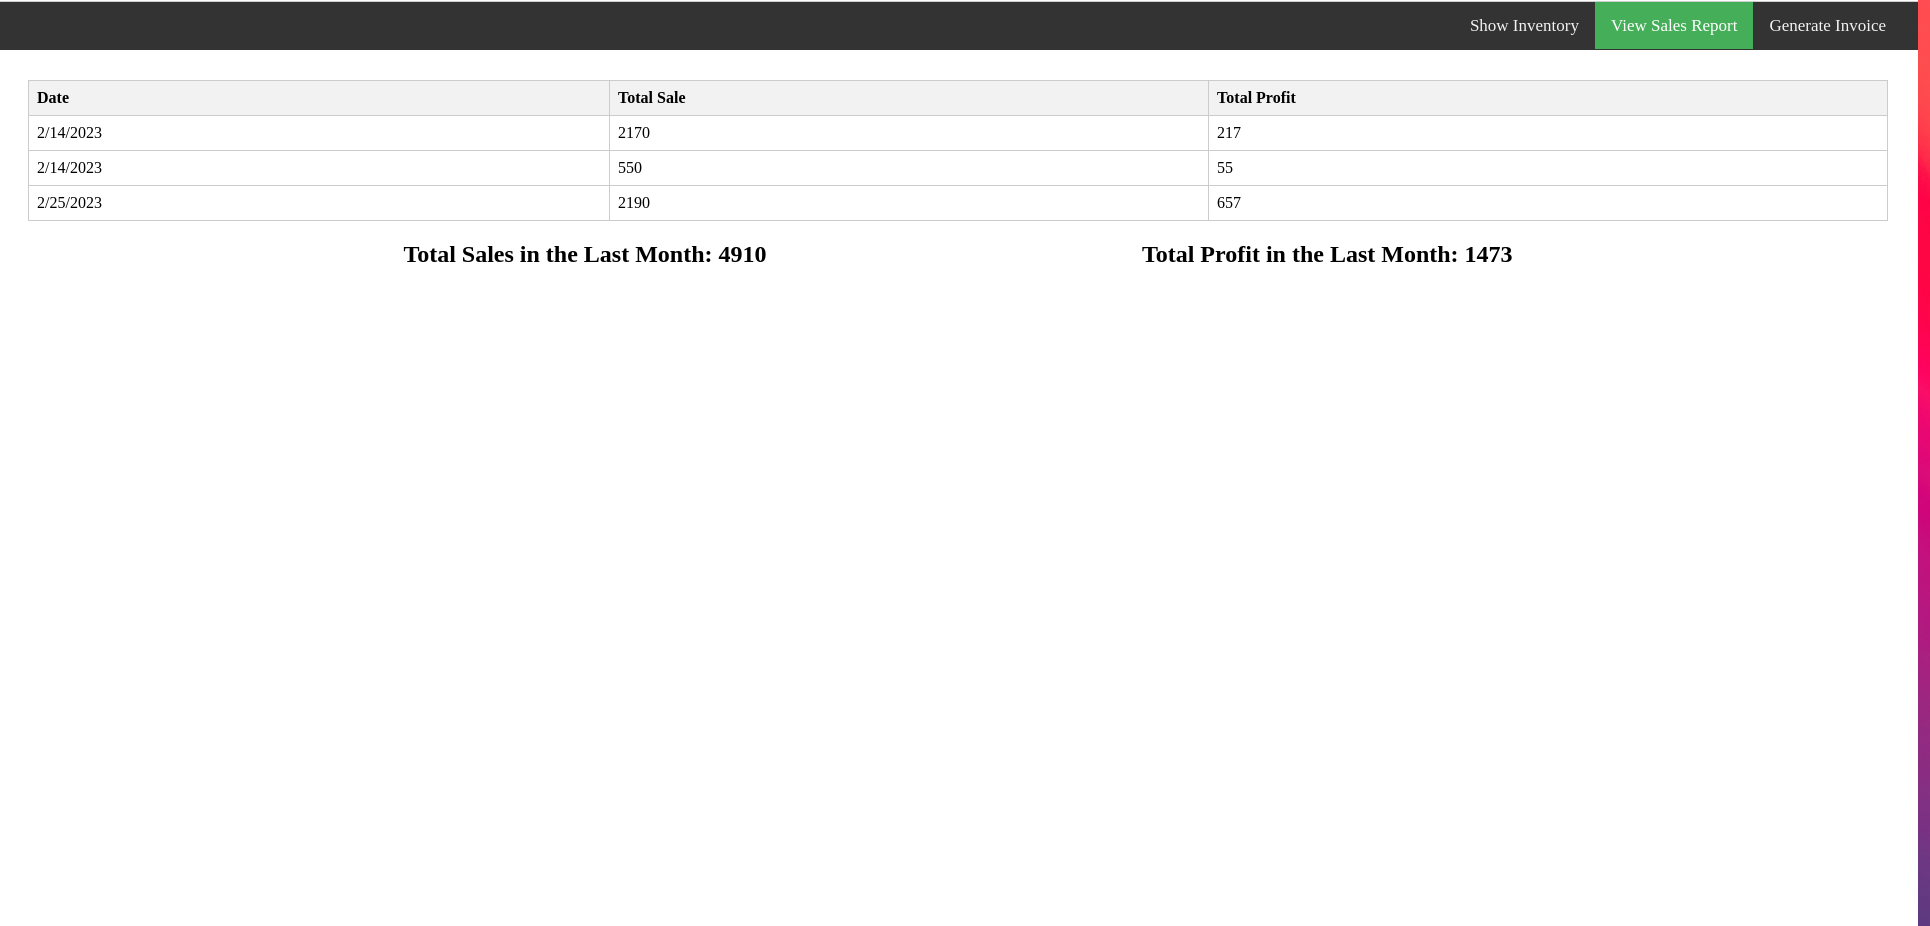 Show Inventory View Sales Report Generate Invoice
Date Total Sale Total Profit
2/14/2023 2170 217
2/14/2023 550 55
2/25/2023 2190 657
Total Sales in the Last Month: 4910 Total Profit in the Last Month: 1473